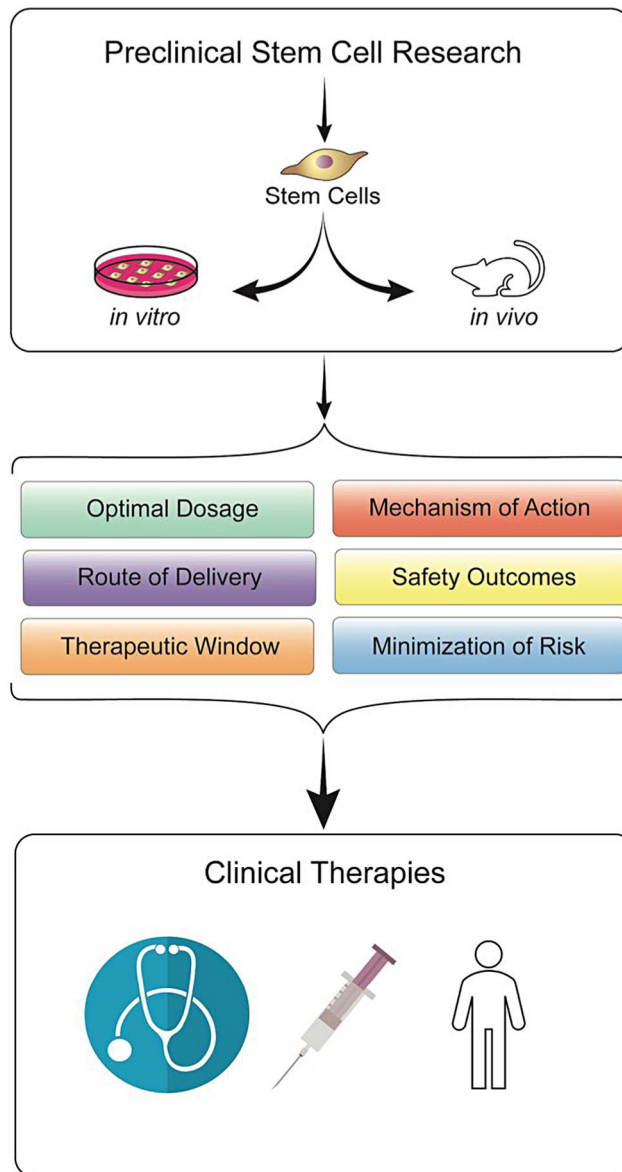 Preclinical Stem Cell Research
Stem Cells
in vitro
in vivo
Optimal Dosage
Mechanism of Action
Route of Delivery
Safety Outcomes
Therapeutic Window
Minimization of Risk
Clinical Therapies